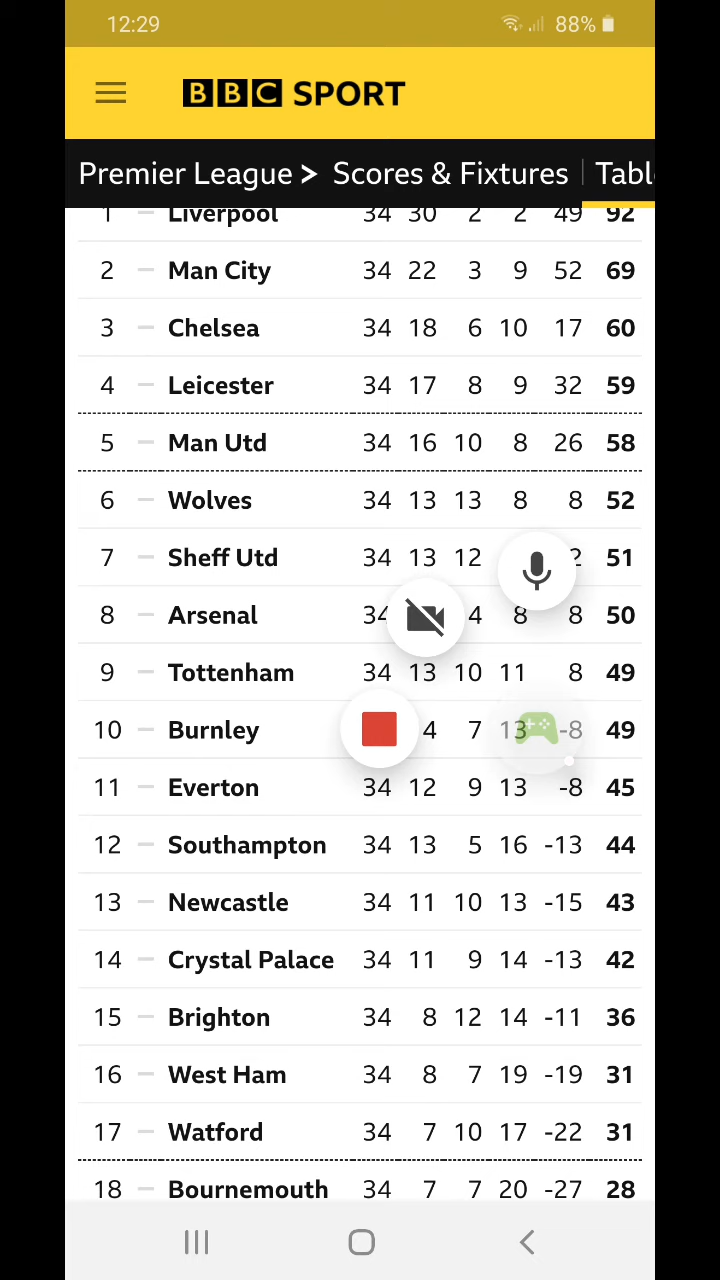 12:29 88%
BBC SPORT
Premier League > Scores & Fixtures Tabl
1 Liverpool 34 30 2 2 49 92
2 Man City 34 22 3 9 52 69
3 Chelsea 34 18 6 10 17 60
4 Leicester 34 17 8 9 32 59
5 Man Utd 34 16 10 8 26 58
6 Wolves 34 13 13 8 8 52
7 Sheff Utd 34 13 12 2 51
8 Arsenal 34 4 8 8 50
9 Tottenham 34 13 10 11 8 49
10 Burnley 4 7 13 -8 49
11 Everton 34 12 9 13 -8 45
12 Southampton 34 13 5 16 -13 44
13 Newcastle 34 11 10 13 -15 43
14 Crystal Palace 34 11 9 14 -13 42
15 Brighton 34 8 12 14 -11 36
16 West Ham 34 8 7 19 -19 31
17 Watford 34 7 10 17 -22 31
18 Bournemouth 34 7 7 20 -27 28